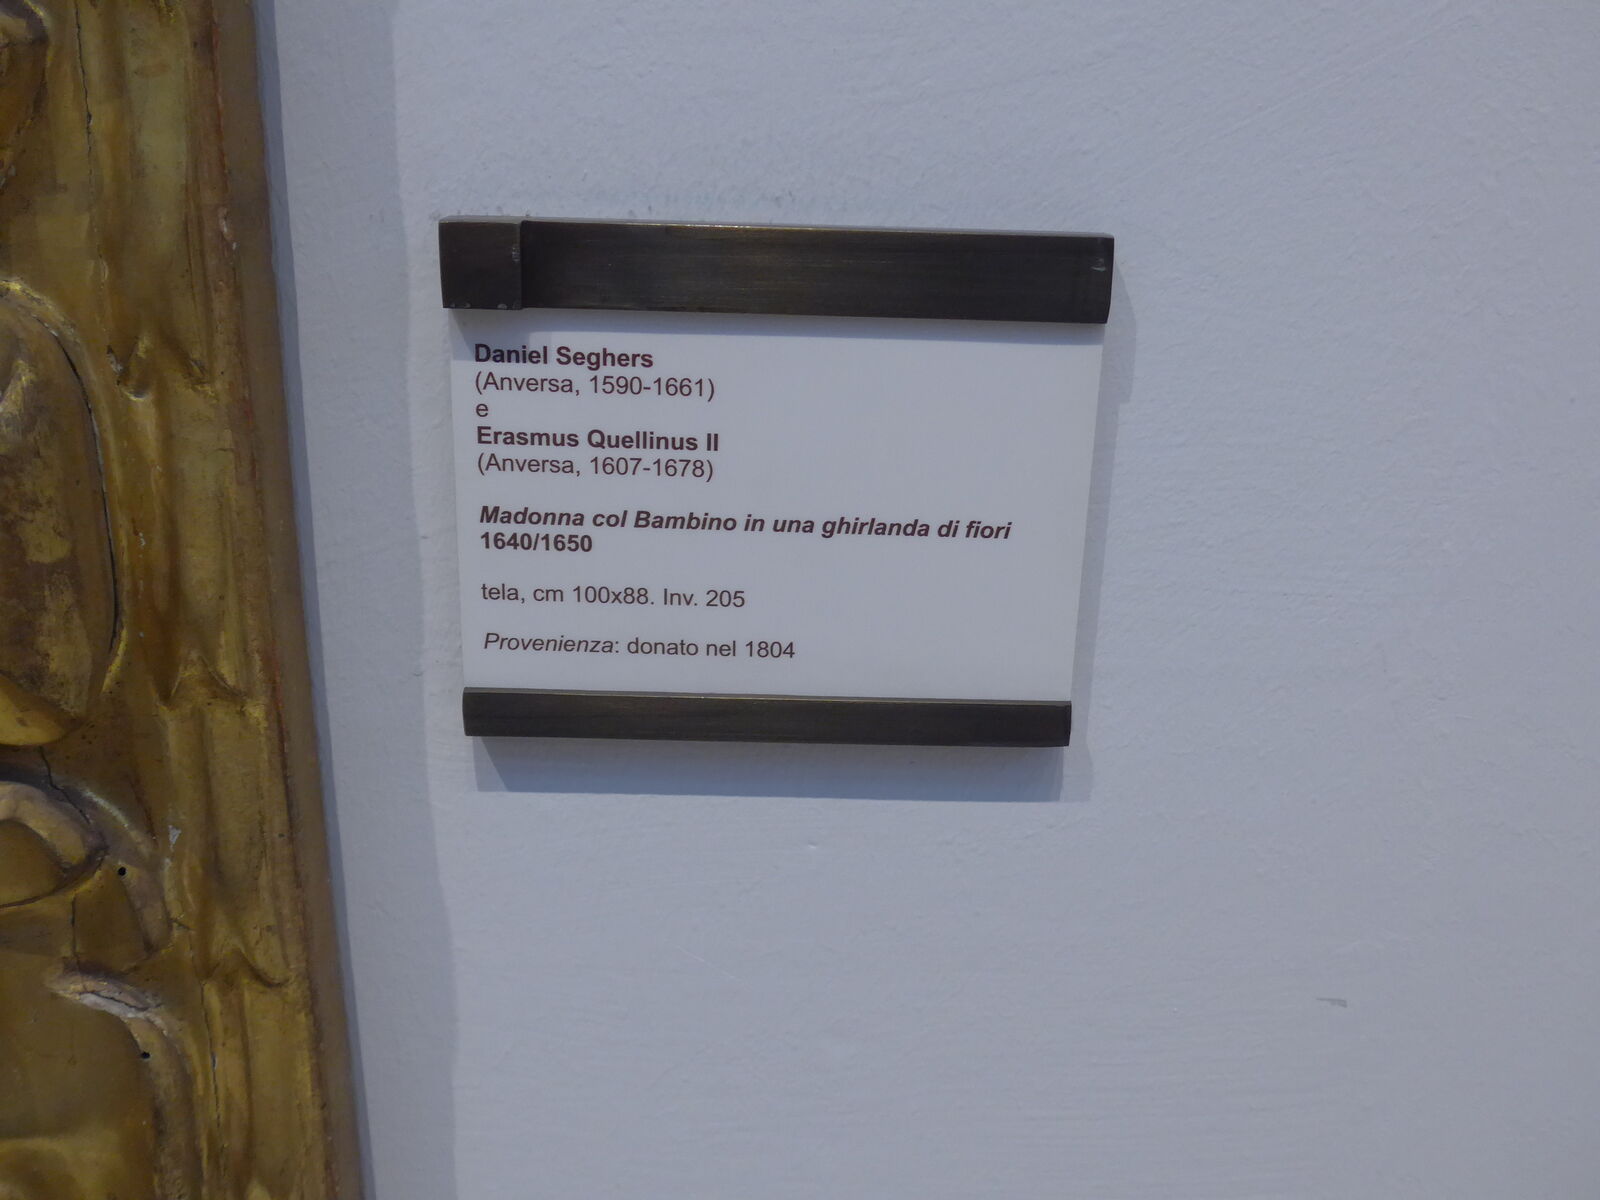 Daniel Seghers
(Anversa, 1590-1661)
e
Erasmus Quellinus II
(Anversa, 1607-1678)
Madonna col Bambino in una ghirlanda di fiori
1640/1650
tela, cm 100x88. Inv. 205
Provenienza: donato nel 1804